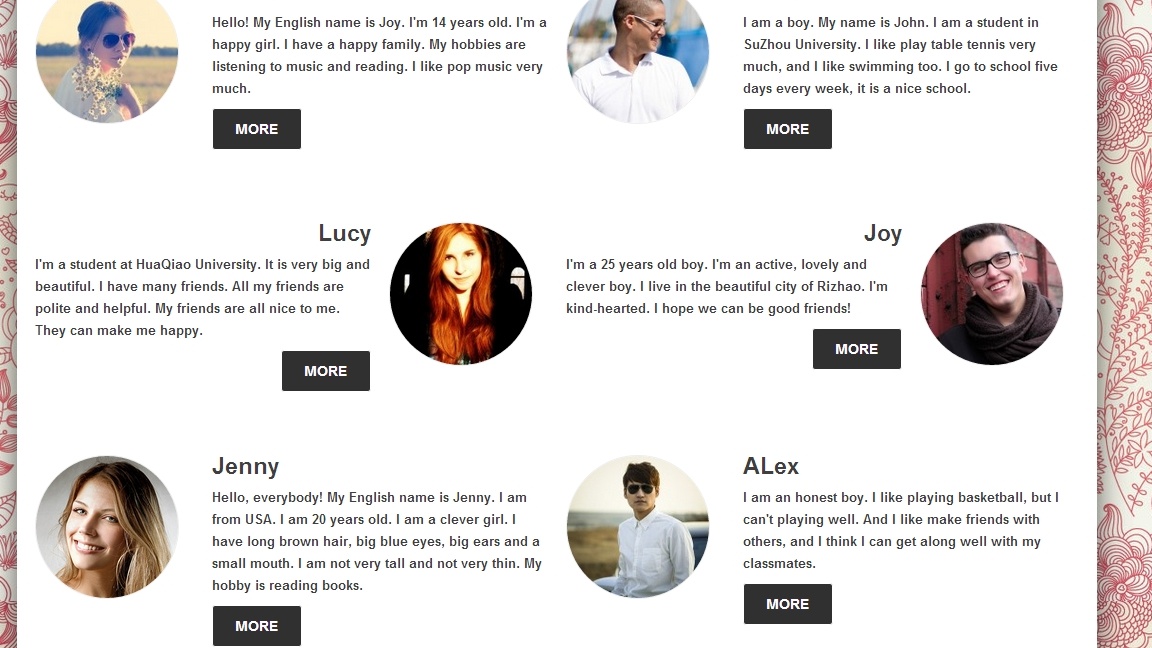 Hello! My English name is Joy. I'm 14 years old. I'm a
happy girl. I have a happy family. My hobbies are
listening to music and reading. I like pop music very
much.
MORE
I am a boy. My name is John. I am a student in
SuZhou University. I like play table tennis very
much, and I like swimming too. I go to school five
days every week, it is a nice school.
MORE
Lucy
I'm a student at HuaQiao University. It is very big and
beautiful. I have many friends. All my friends are
polite and helpful. My friends are all nice to me.
They can make me happy.
MORE
Joy
I'm a 25 years old boy. I'm an active, lovely and
clever boy. I live in the beautiful city of Rizhao. I'm
kind-hearted. I hope we can be good friends!
MORE
Jenny
Hello, everybody! My English name is Jenny. I am
from USA. I am 20 years old. I am a clever girl. I
have long brown hair, big blue eyes, big ears and a
small mouth. I am not very tall and not very thin. My
hobby is reading books.
MORE
ALex
I am an honest boy. I like playing basketball, but I
can't playing well. And I like make friends with
others, and I think I can get along well with my
classmates.
MORE